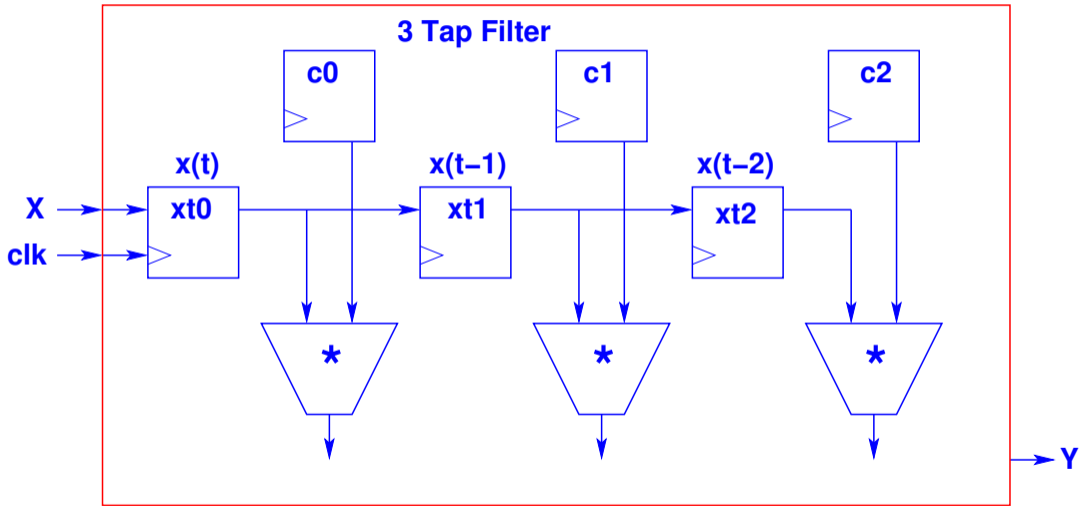 3 Tap Filter
c0
c1
c2
x(t)
x(t−1)
x(t−2)
X
xt0
xt1
xt2
clk
*
*
*
Y